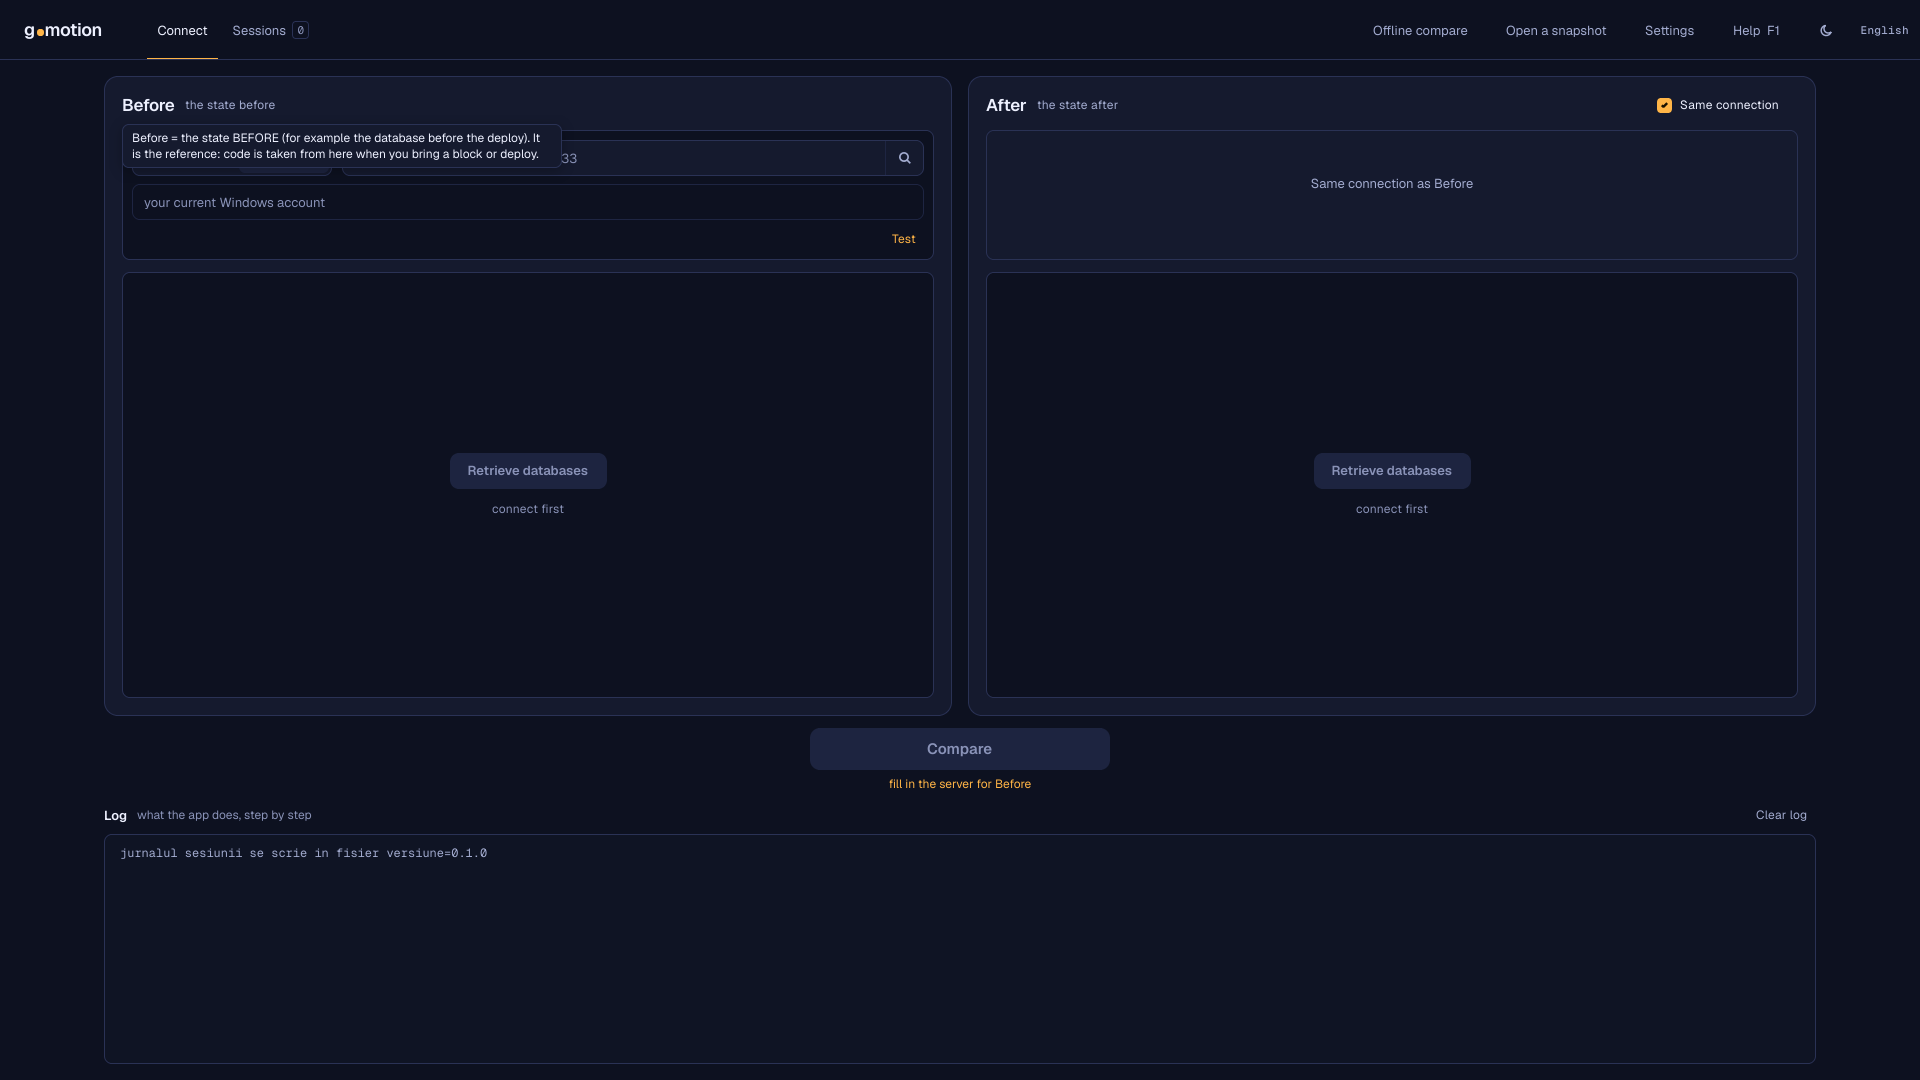 gomotion
Connect
Sessions 0
Offline compare
Open a snapshot
Settings
Help F1
English
Before the state before
Before = the state BEFORE (for example the database before the deploy). It
is the reference: code is taken from here when you bring a block or deploy.
33
your current Windows account
Test
Retrieve databases
connect first
After the state after
Same connection
Same connection as Before
Retrieve databases
connect first
Compare
fill in the server for Before
Log what the app does, step by step
Clear log
jurnalul sesiunii se scrie in fisier versiune=0.1.0